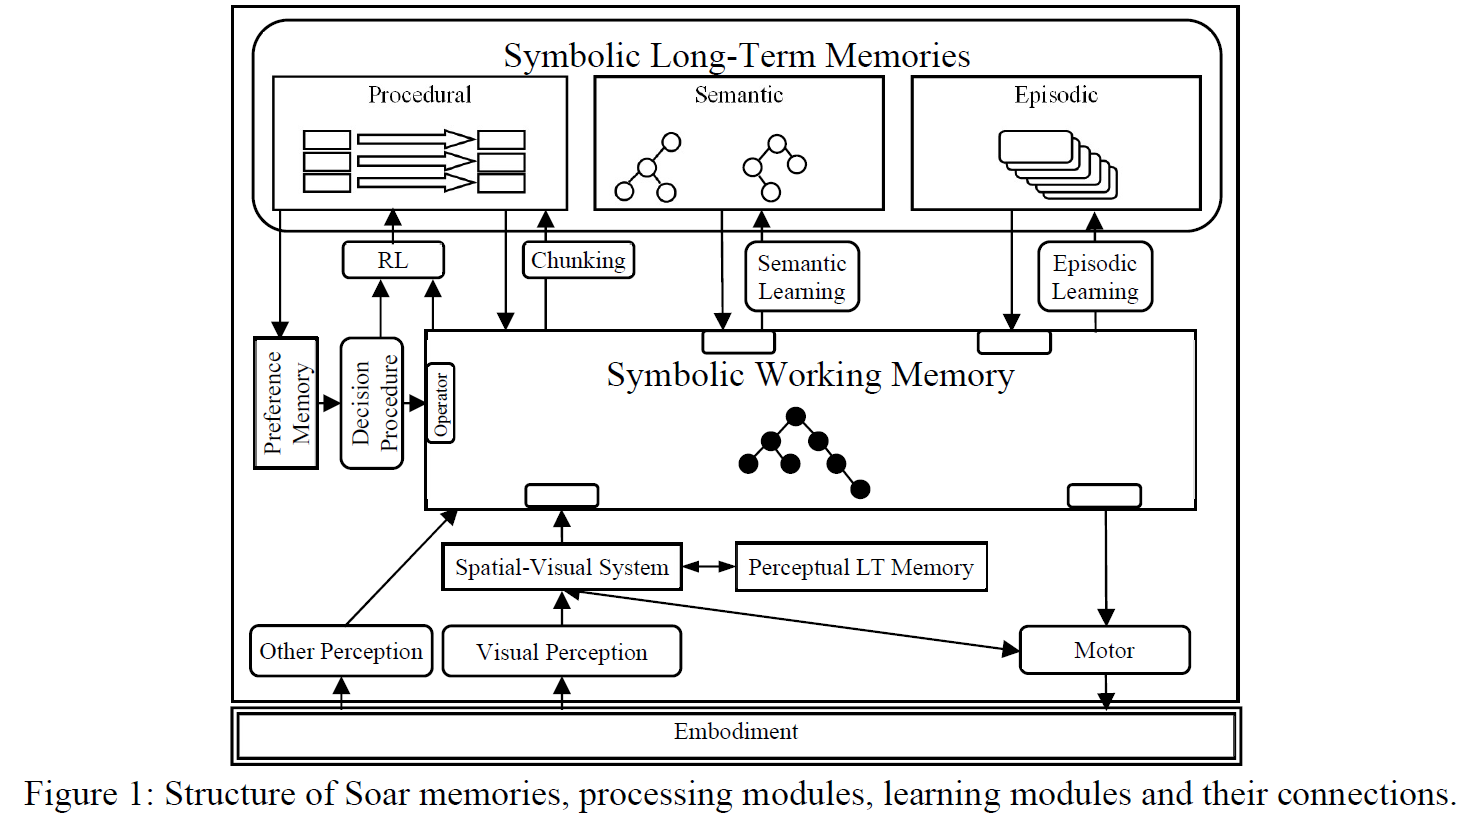 Symbolic Long-Term Memories
Procedural
Semantic
Episodic
RL
Chunking
Semantic
Learning
Episodic
Learning
Preference
Memory
Decision
Procedure
Operator
Symbolic Working Memory
Spatial-Visual System
Perceptual LT Memory
Other Perception
Visual Perception
Motor
Embodiment
Figure 1: Structure of Soar memories, processing modules, learning modules and their connections.